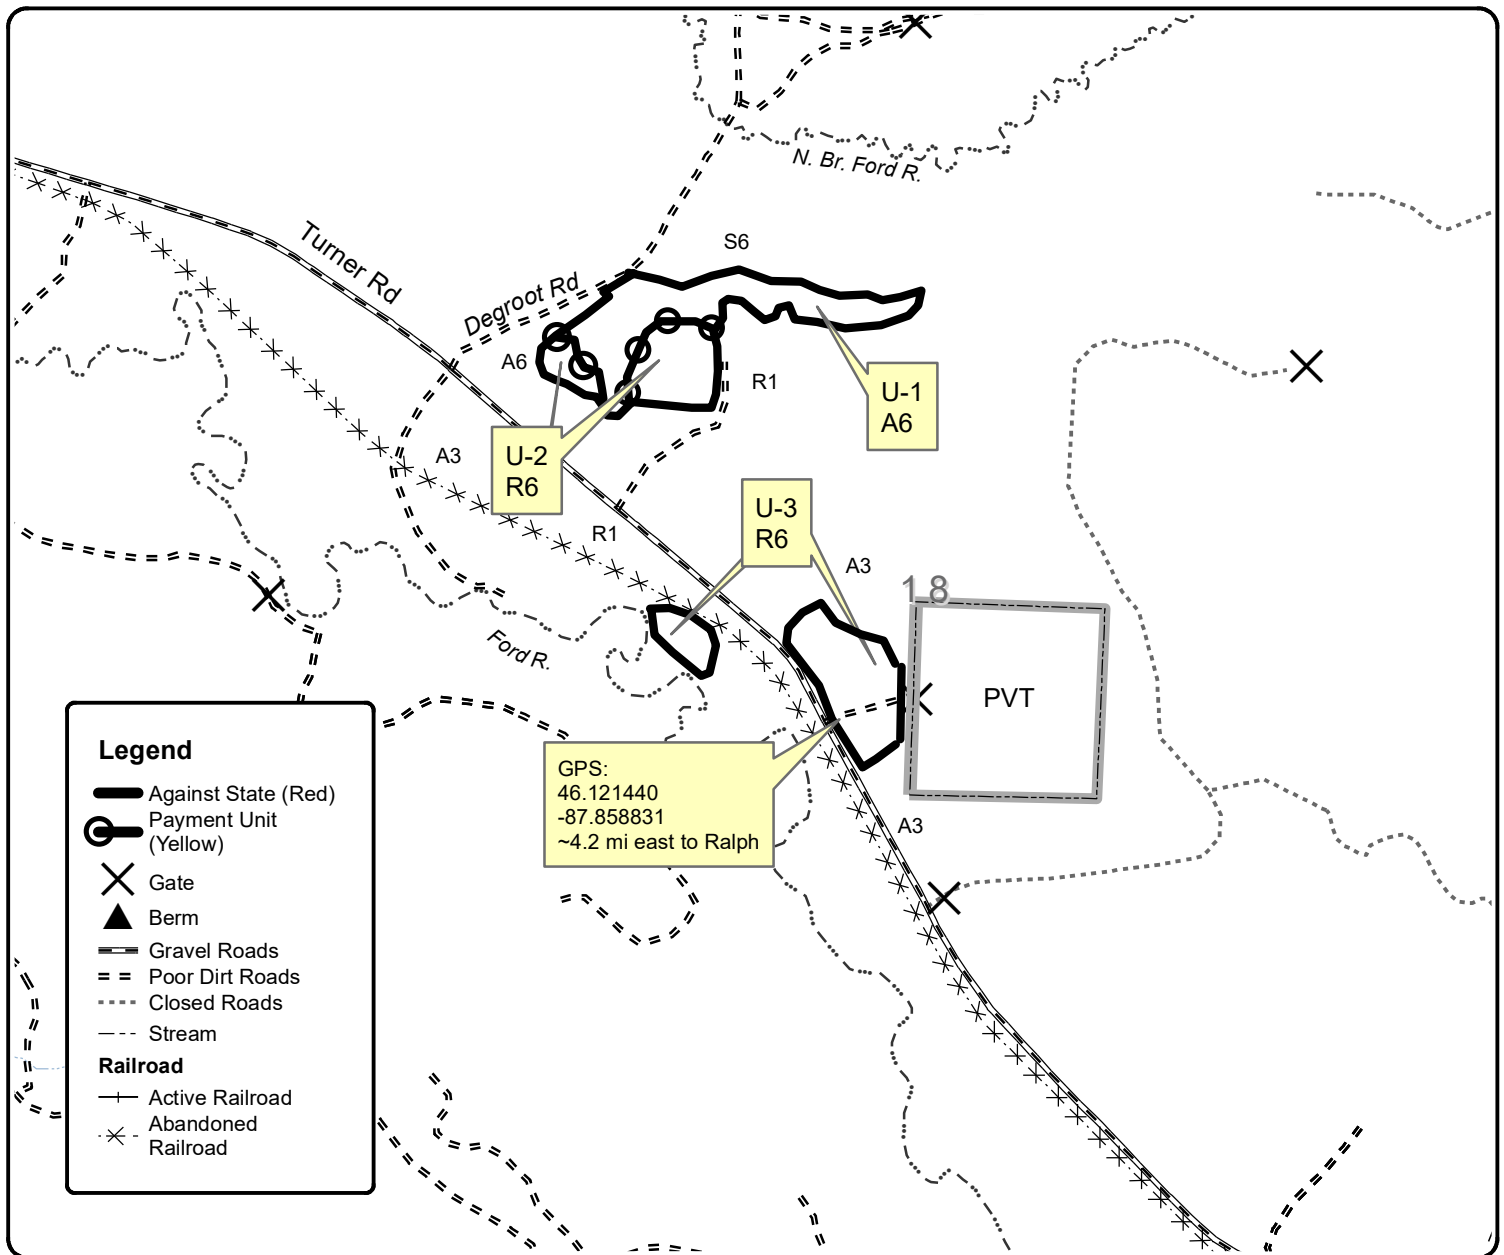 N. Br. Ford R.
S6
Turner Rd
Degroot Rd
A6
R1
U-1
A6
A3
U-2
R6
R1
U-3
R6
A3
18
Ford R.
PVT
GPS:
46.121440
-87.858831
~4.2 mi east to Ralph
A3
Legend
Against State (Red)
Payment Unit
(Yellow)
Gate
Berm
Gravel Roads
Poor Dirt Roads
Closed Roads
Stream
Railroad
Active Railroad
Abandoned
Railroad